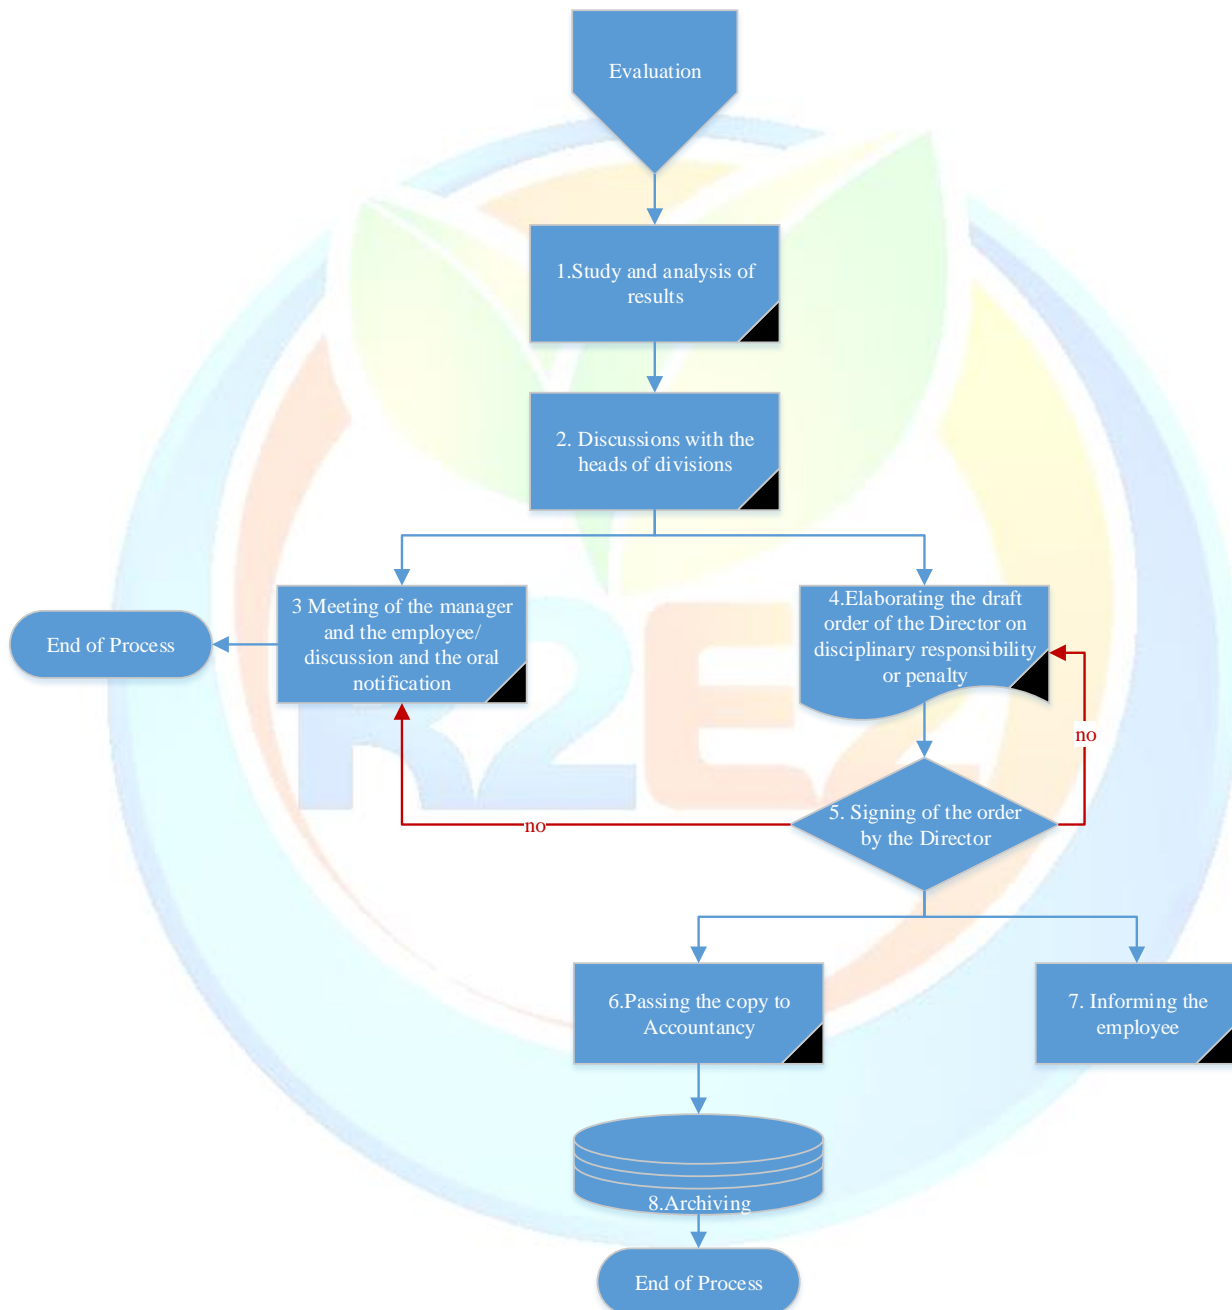 Evaluation
1.Study and analysis of
results
2. Discussions with the
heads of divisions
End of Process
3 Meeting of the manager
and the employee/
discussion and the oral
notification
4.Elaborating the draft
order of the Director on
disciplinary responsibility
or penalty
no
no
5. Signing of the order
by the Director
6.Passing the copy to
Accountancy
7. Informing the
employee
8.Archiving
End of Process
R2E2